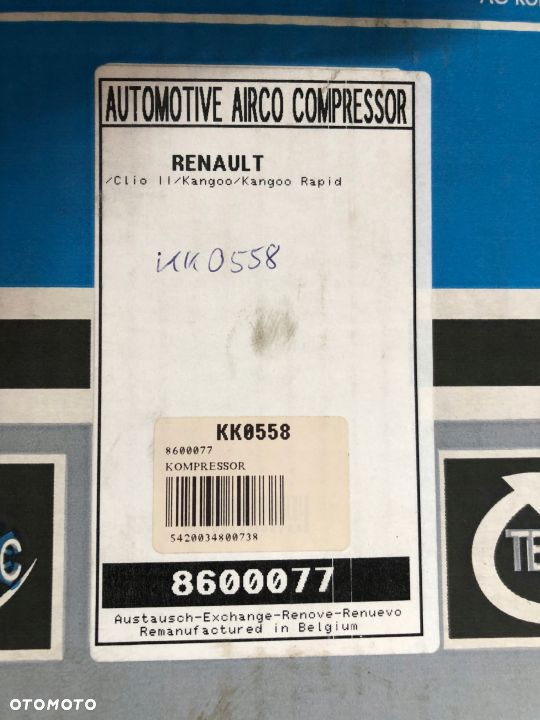 AUTOMOTIVE AIRCO COMPRESSOR
RENAULT
/Clio II/Kangoo/Kangoo Rapid
KK0558
KK0558
8600077
KOMPRESSOR
5420034800738
8600077
Austausch-Exchange-Renove-Renuevo
Remanufactured in Belgium
C
TE
OTOMOTO